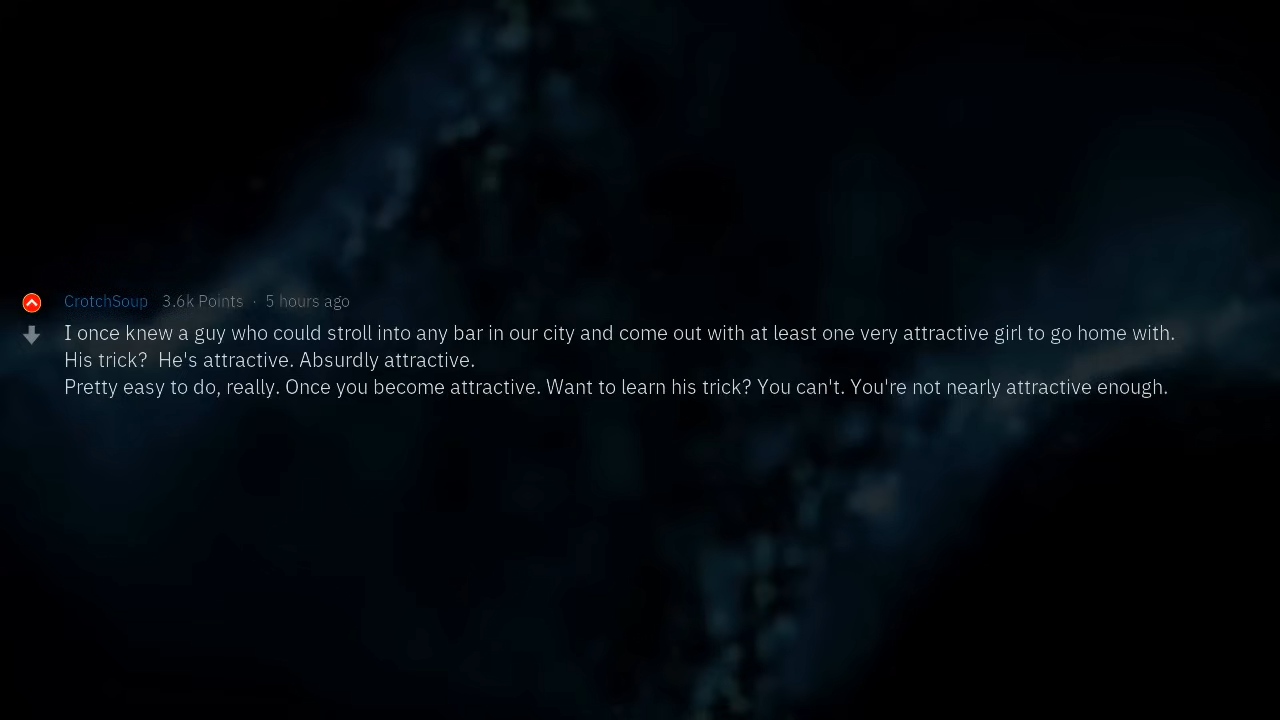 CrotchSoup 3.6k Points · 5 hours ago
I once knew a guy who could stroll into any bar in our city and come out with at least one very attractive girl to go home with.
His trick?  He's attractive. Absurdly attractive.
Pretty easy to do, really. Once you become attractive. Want to learn his trick? You can't. You're not nearly attractive enough.